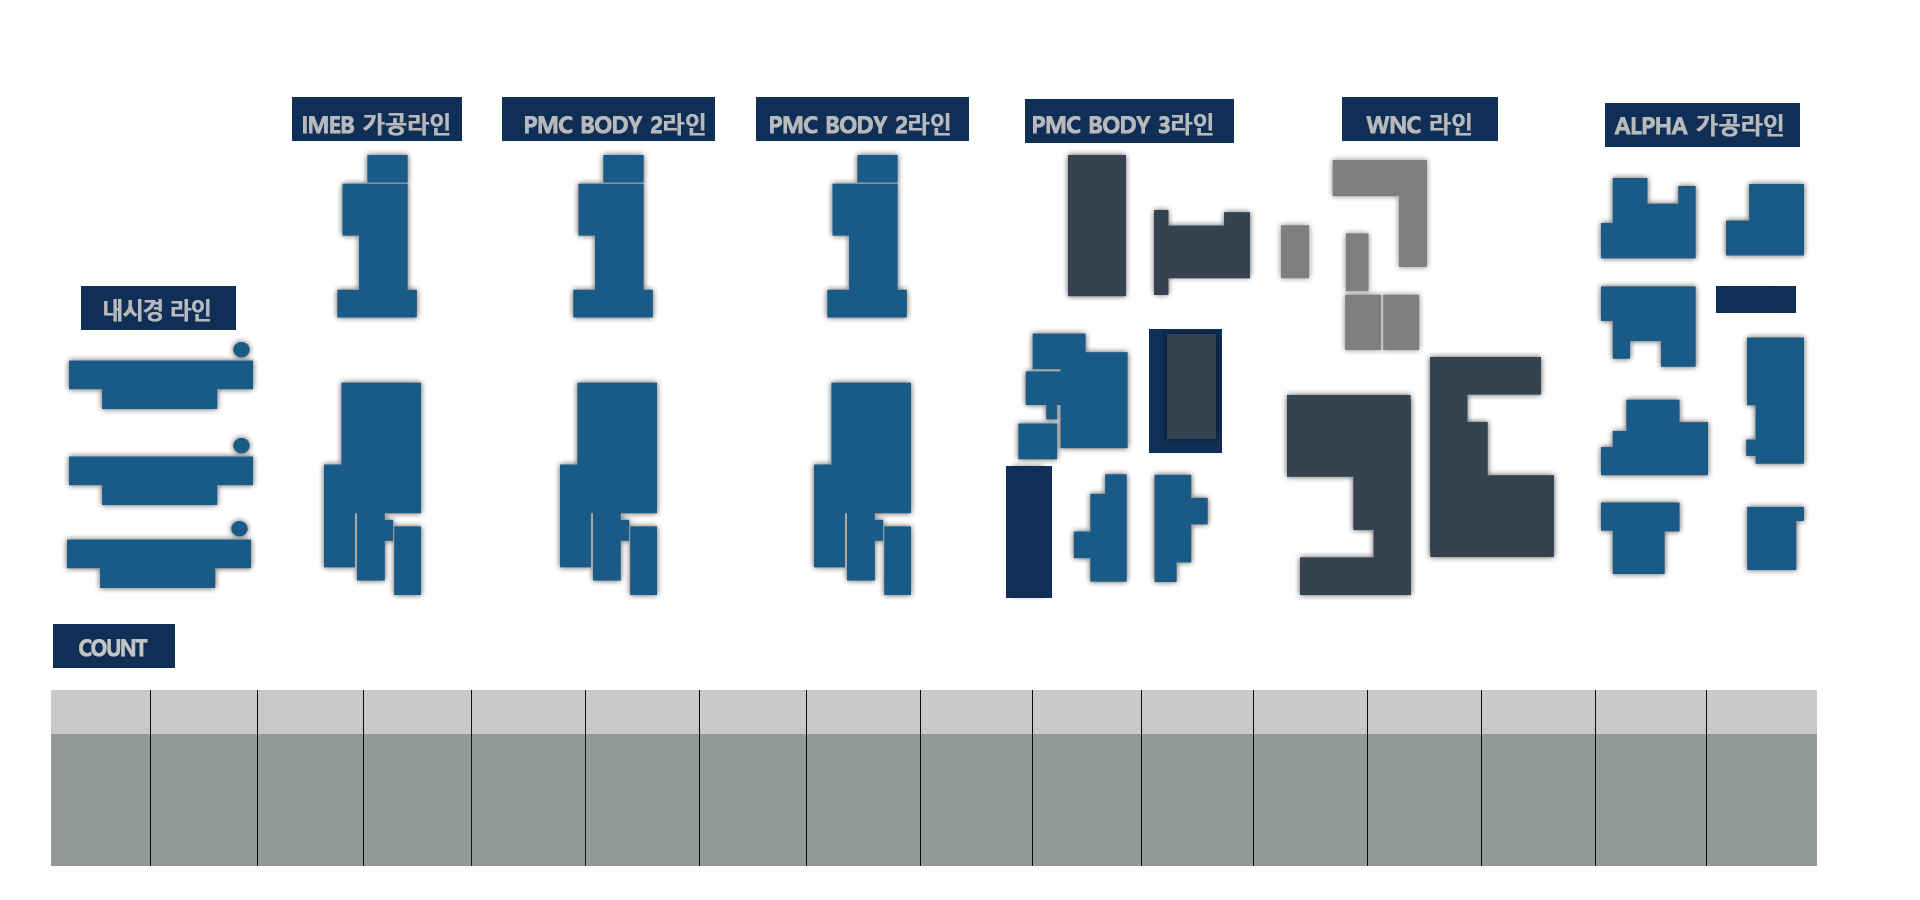 IMEB 가공라인
PMC BODY 2라인
PMC BODY 2라인
PMC BODY 3라인
WNC 라인
ALPHA 가공라인
내시경 라인
COUNT